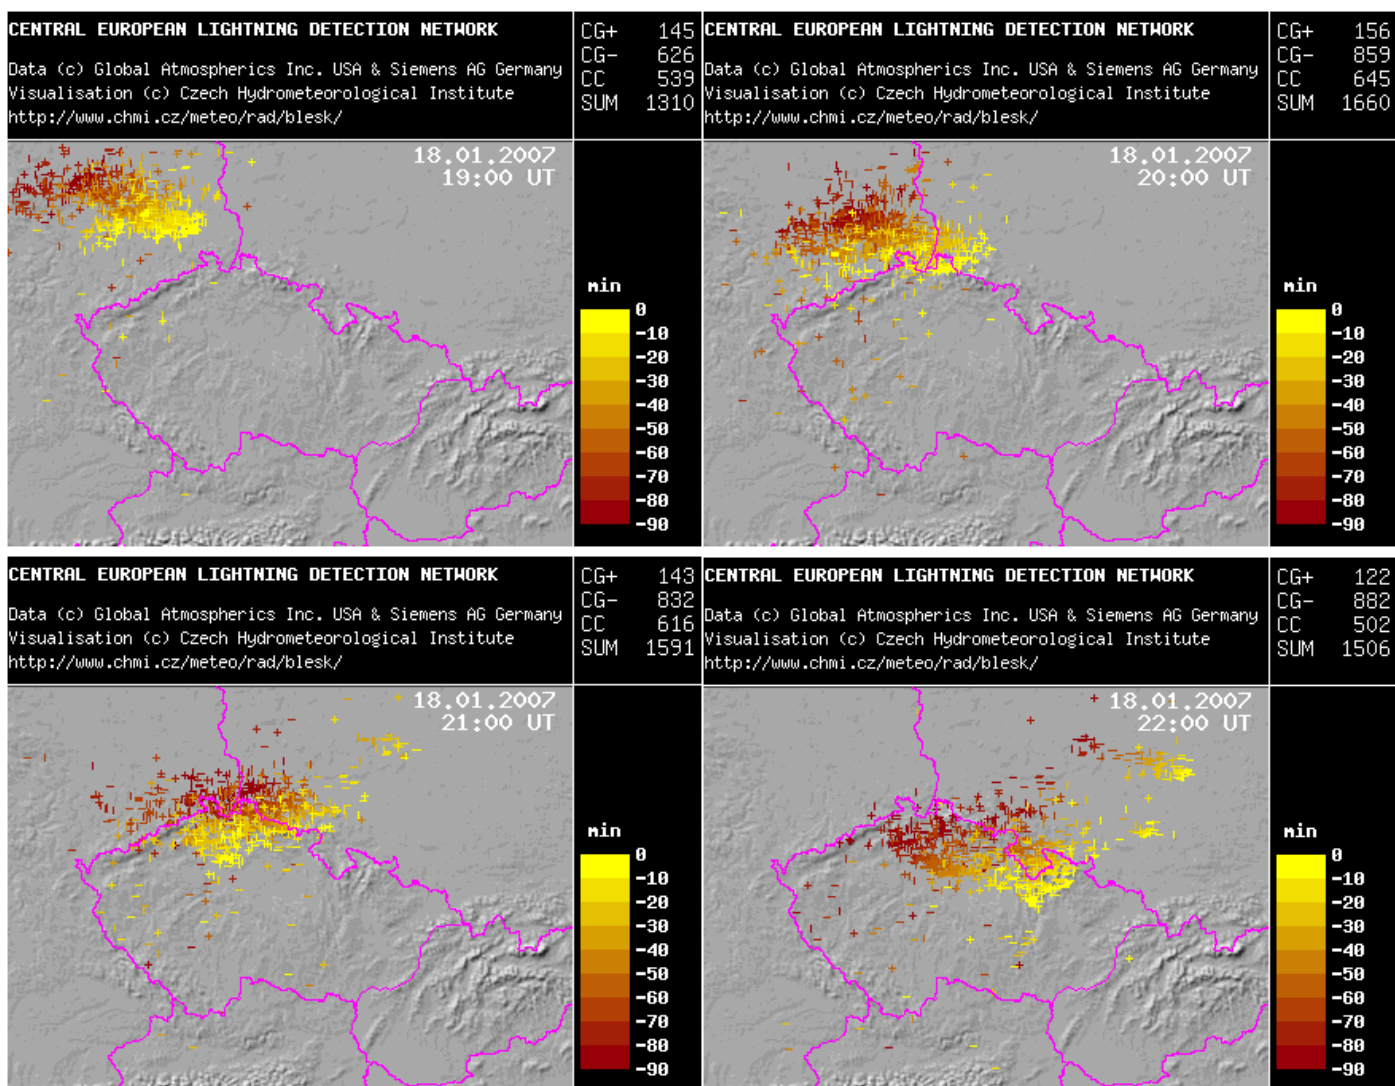 CENTRAL EUROPEAN LIGHTNING DETECTION NETWORK
Data (c) Global Atmospherics Inc. USA & Siemens AG Germany
Visualisation (c) Czech Hydrometeorological Institute
http://www.chmi.cz/meteo/rad/blesk/
CG+ 145
CG- 626
CC 539
SUM 1310
18.01.2007
19:00 UT
min
0
-10
-20
-30
-40
-50
-60
-70
-80
-90
CENTRAL EUROPEAN LIGHTNING DETECTION NETWORK
Data (c) Global Atmospherics Inc. USA & Siemens AG Germany
Visualisation (c) Czech Hydrometeorological Institute
http://www.chmi.cz/meteo/rad/blesk/
CG+ 156
CG- 859
CC 645
SUM 1660
18.01.2007
20:00 UT
min
0
-10
-20
-30
-40
-50
-60
-70
-80
-90
CENTRAL EUROPEAN LIGHTNING DETECTION NETWORK
Data (c) Global Atmospherics Inc. USA & Siemens AG Germany
Visualisation (c) Czech Hydrometeorological Institute
http://www.chmi.cz/meteo/rad/blesk/
CG+ 143
CG- 832
CC 616
SUM 1591
18.01.2007
21:00 UT
min
0
-10
-20
-30
-40
-50
-60
-70
-80
-90
CENTRAL EUROPEAN LIGHTNING DETECTION NETWORK
Data (c) Global Atmospherics Inc. USA & Siemens AG Germany
Visualisation (c) Czech Hydrometeorological Institute
http://www.chmi.cz/meteo/rad/blesk/
CG+ 122
CG- 882
CC 502
SUM 1506
18.01.2007
22:00 UT
min
0
-10
-20
-30
-40
-50
-60
-70
-80
-90